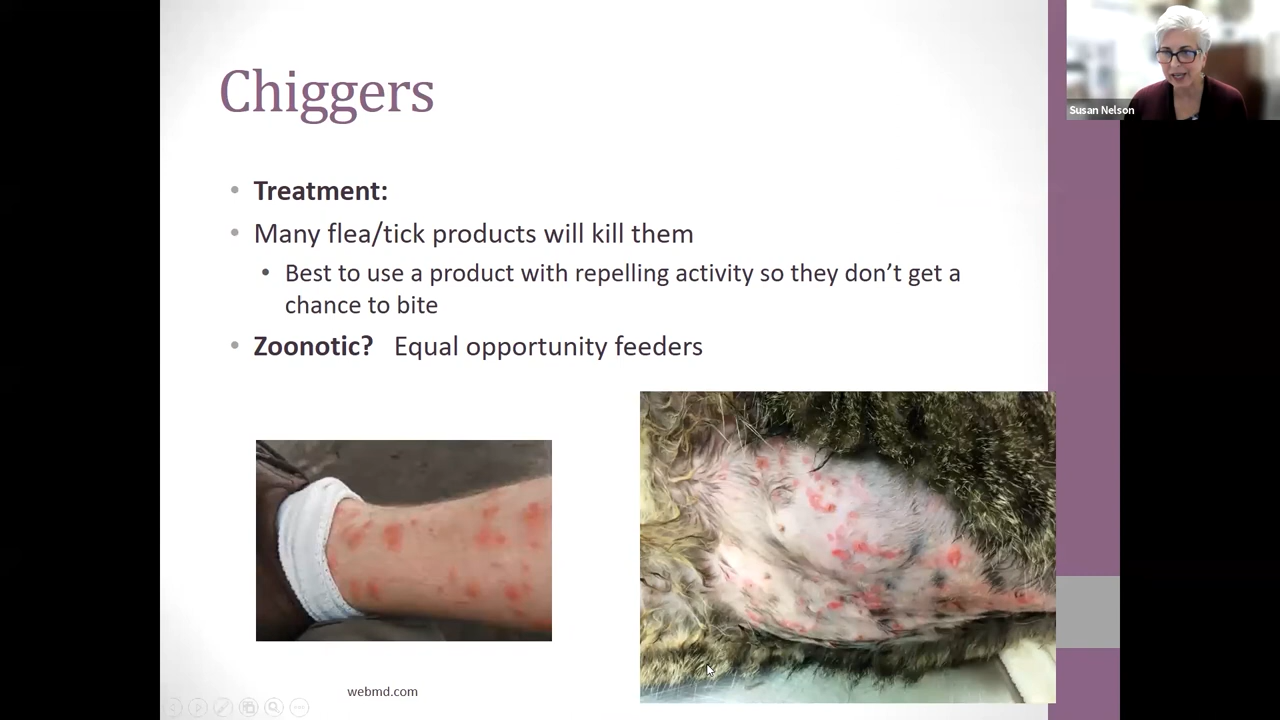 Chiggers
Susan Nelson
Treatment:
Many flea/tick products will kill them
Best to use a product with repelling activity so they don't get a
chance to bite
Zoonotic? Equal opportunity feeders
webmd.com